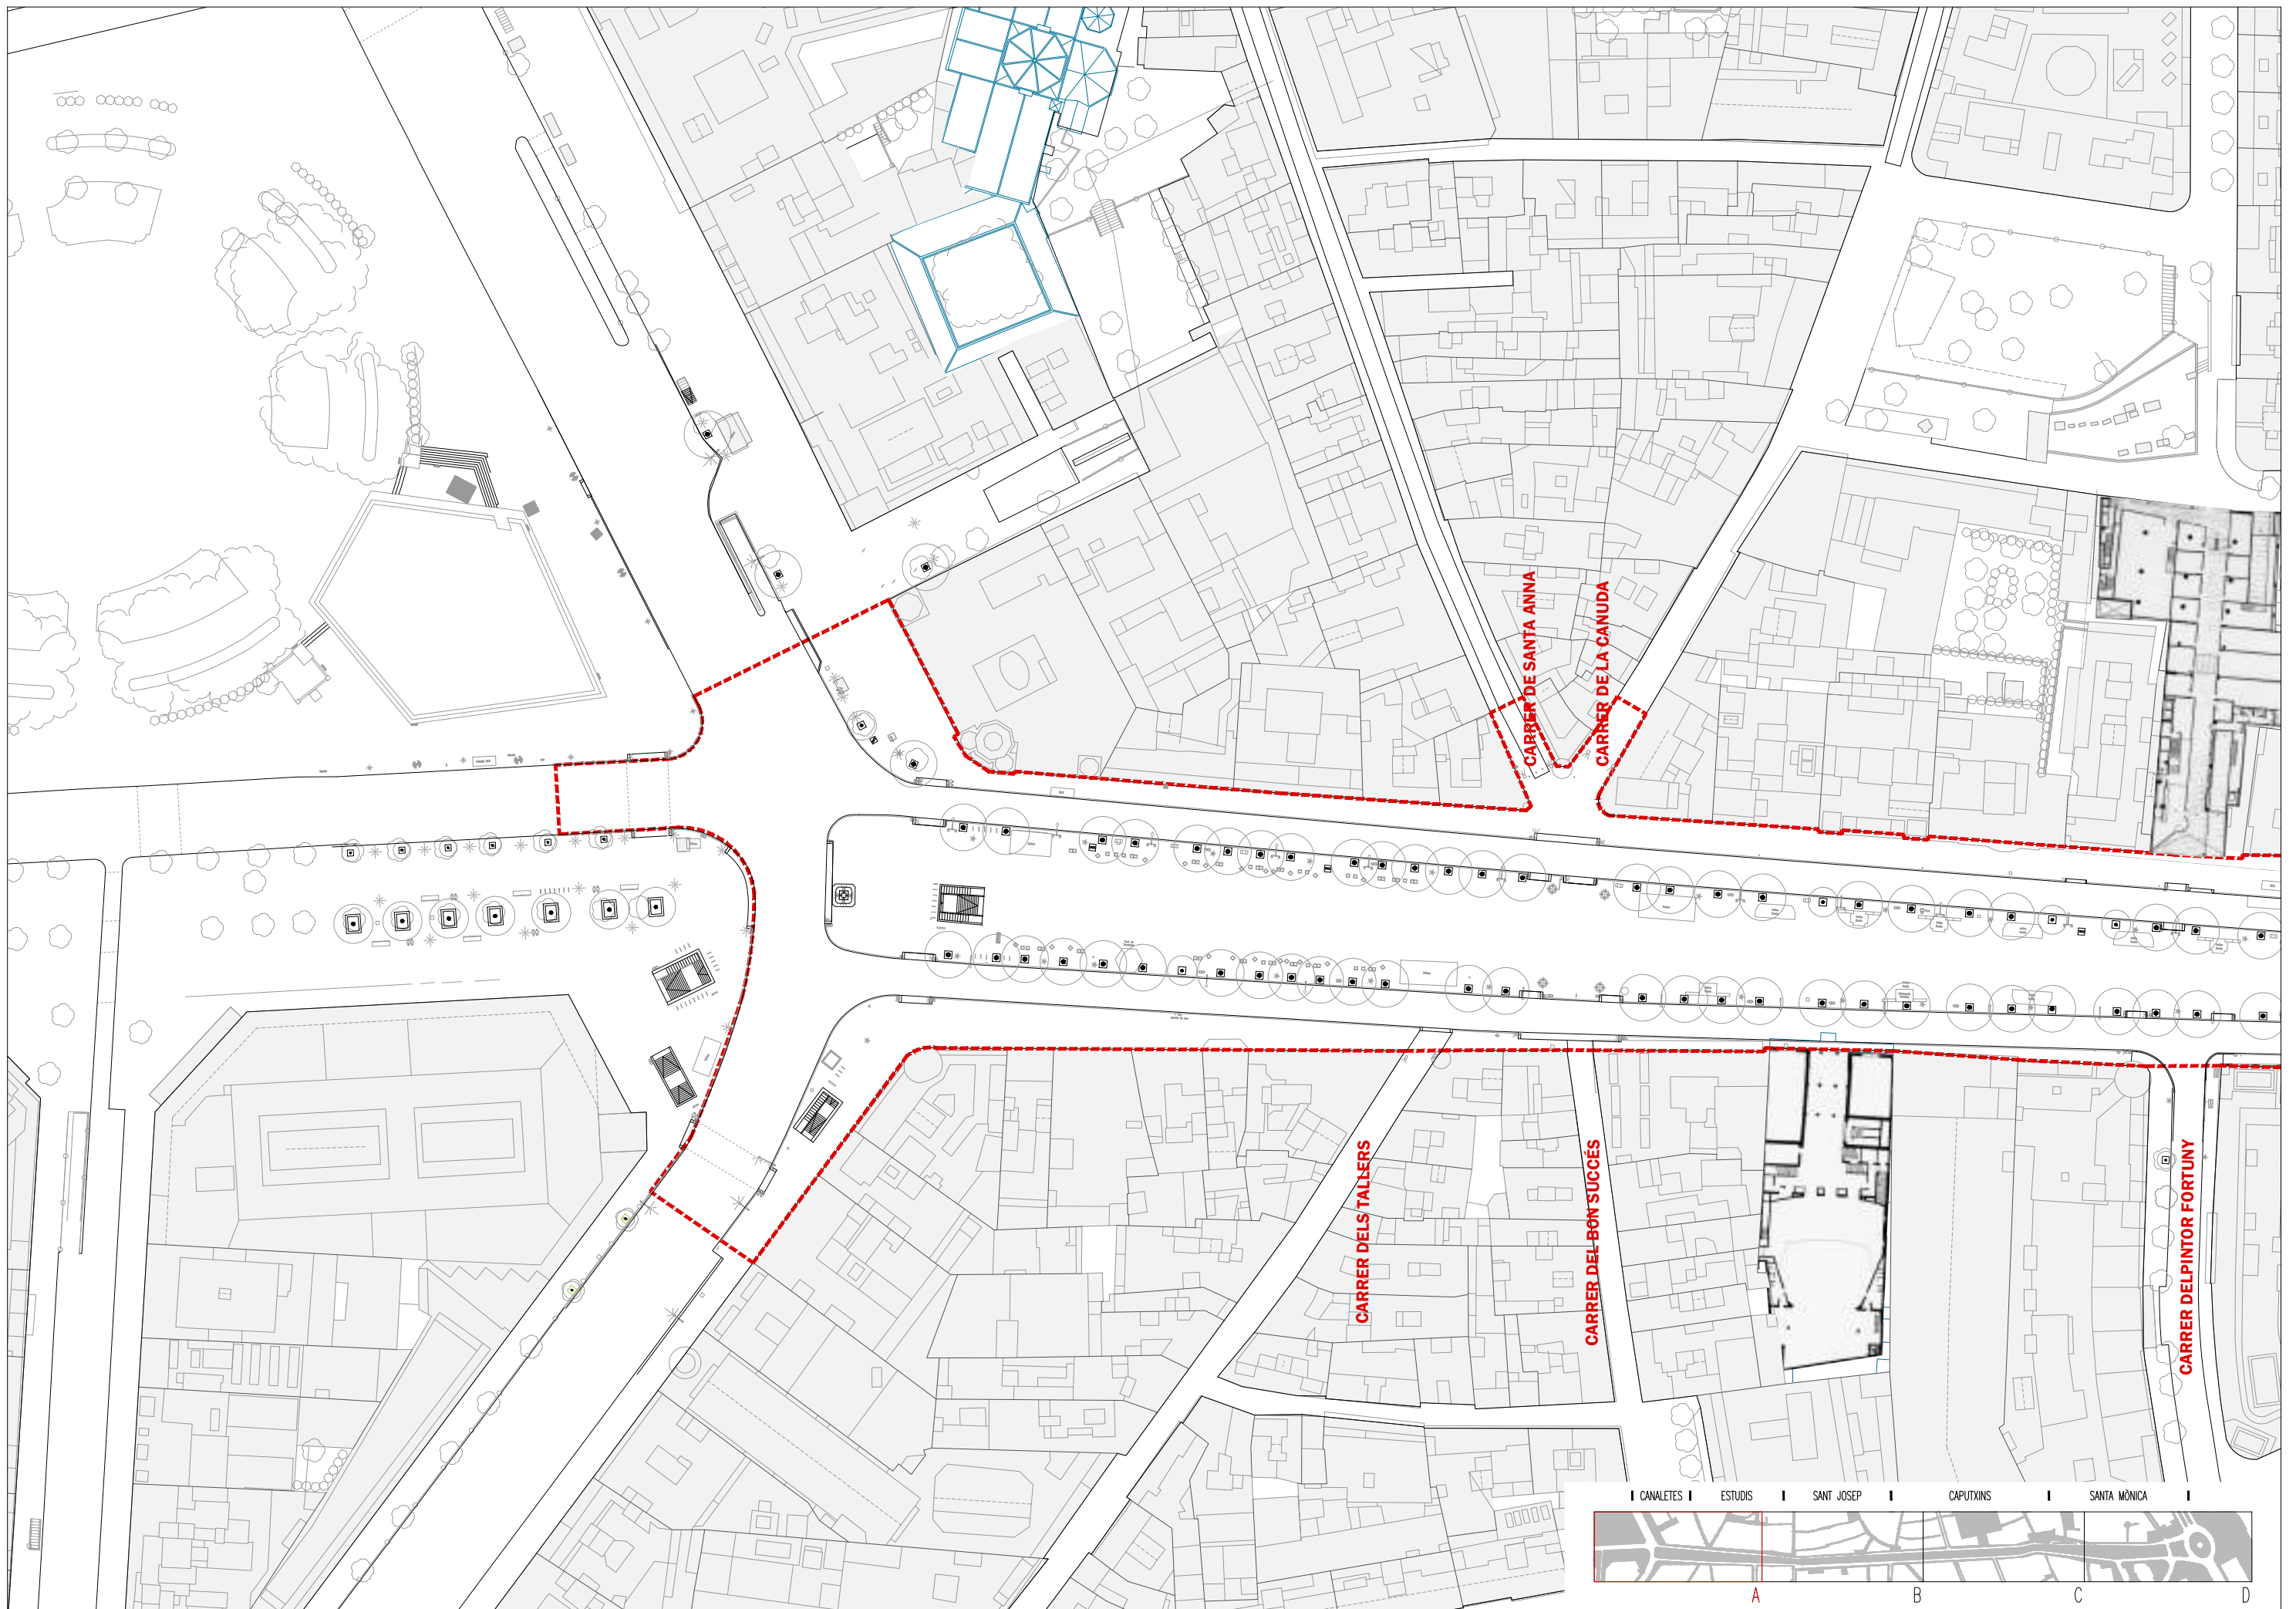 CARRER DE SANTA ANNA
CARRER DE LA CANUDA
CARRER DELS TALLERS
CARRER DEL BON SUCCÉS
CARRER DELPINTOR FORTUNY
CANALETES
ESTUDIS
SANT JOSEP
CAPUTXINS
SANTA MÒNICA
A
B
C
D